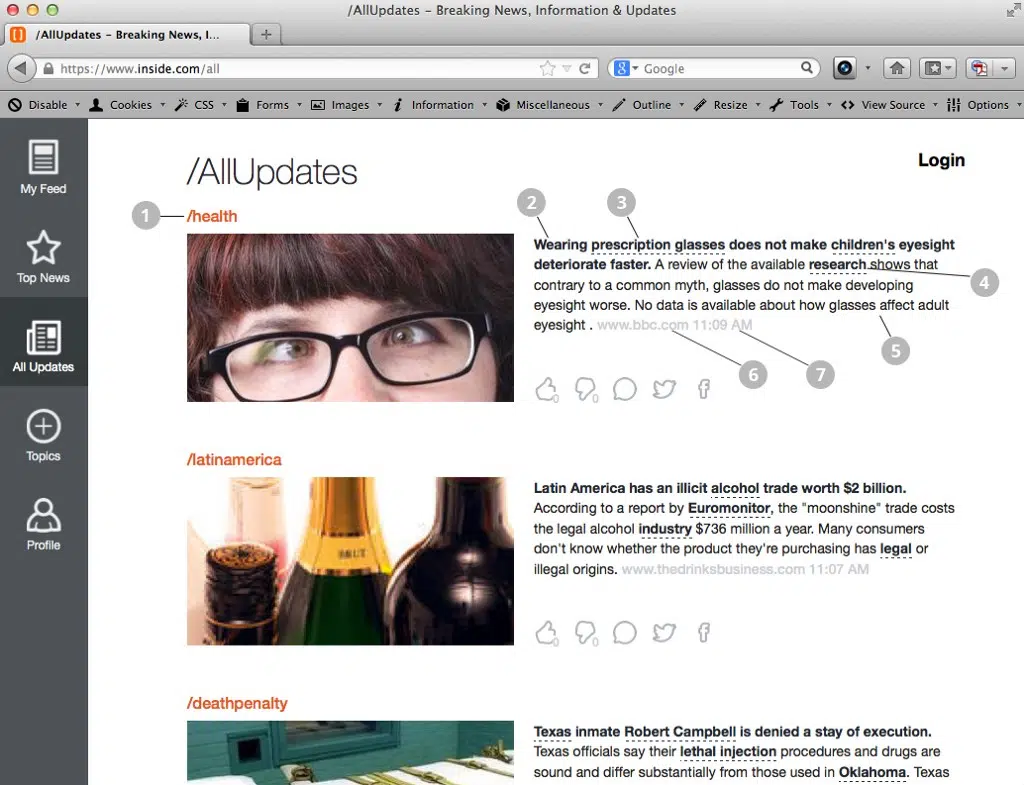 /AllUpdates – Breaking News, Information & Updates
/AllUpdates – Breaking News, I...
https://www.inside.com/all
Google
Disable Cookies CSS Forms Images Information Miscellaneous Outline Resize Tools View Source Options
My Feed
Top News
All Updates
Topics
Profile
/AllUpdates
Login
1
/health
2
3
Wearing prescription glasses does not make children's eyesight
deteriorate faster. A review of the available research shows that
contrary to a common myth, glasses do not make developing
eyesight worse. No data is available about how glasses affect adult
eyesight . www.bbc.com 11:09 AM
4
5
6
7
0 0
/latinamerica
BRUT
Latin America has an illicit alcohol trade worth $2 billion.
According to a report by Euromonitor, the "moonshine" trade costs
the legal alcohol industry $736 million a year. Many consumers
don't know whether the product they're purchasing has legal or
illegal origins. www.thedrinksbusiness.com 11:07 AM
0 0
/deathpenalty
Texas inmate Robert Campbell is denied a stay of execution.
Texas officials say their lethal injection procedures and drugs are
sound and differ substantially from those used in Oklahoma. Texas